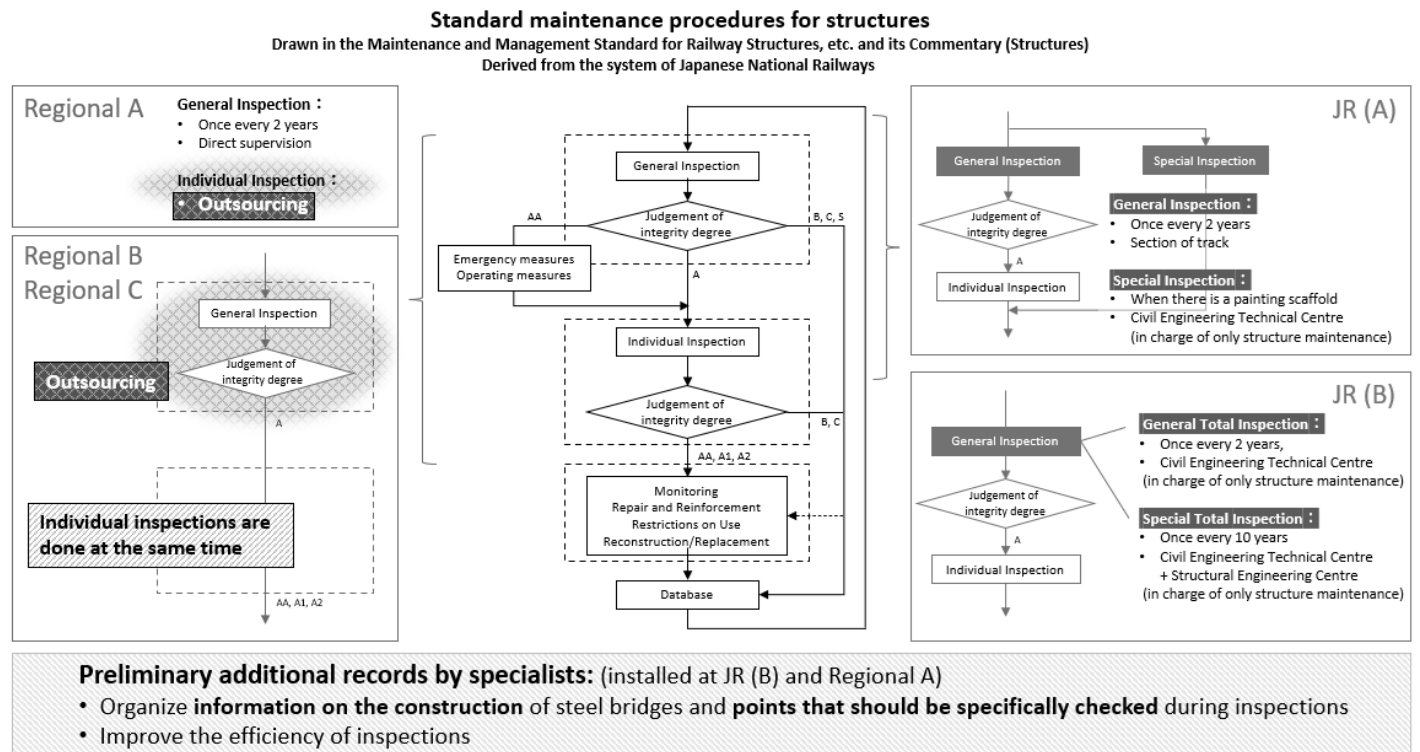 Standard maintenance procedures for structures
Drawn in the Maintenance and Management Standard for Railway Structures, etc. and its Commentary (Structures)
Derived from the system of Japanese National Railways
Regional A
General Inspection：
• Once every 2 years
• Direct supervision
Individual Inspection：
• Outsourcing
Regional B
Regional C
General Inspection
Judgement of
integrity degree
Outsourcing
A
Individual inspections are
done at the same time
AA, A1, A2
General Inspection
AA
Judgement of
integrity degree
B, C, S
Emergency measures
Operating measures
A
Individual Inspection
Judgement of
integrity degree
B, C
AA, A1, A2
Monitoring
Repair and Reinforcement
Restrictions on Use
Reconstruction/Replacement
Database
JR (A)
General Inspection
Special Inspection
Judgement of
integrity degree
A
Individual Inspection
General Inspection：
• Once every 2 years
• Section of track
Special Inspection：
• When there is a painting scaffold
• Civil Engineering Technical Centre
(in charge of only structure maintenance)
JR (B)
General Inspection
Judgement of
integrity degree
A
Individual Inspection
General Total Inspection：
• Once every 2 years,
• Civil Engineering Technical Centre
(in charge of only structure maintenance)
Special Total Inspection：
• Once every 10 years
• Civil Engineering Technical Centre
+ Structural Engineering Centre
(in charge of only structure maintenance)
Preliminary additional records by specialists: (installed at JR (B) and Regional A)
• Organize information on the construction of steel bridges and points that should be specifically checked during inspections
• Improve the efficiency of inspections